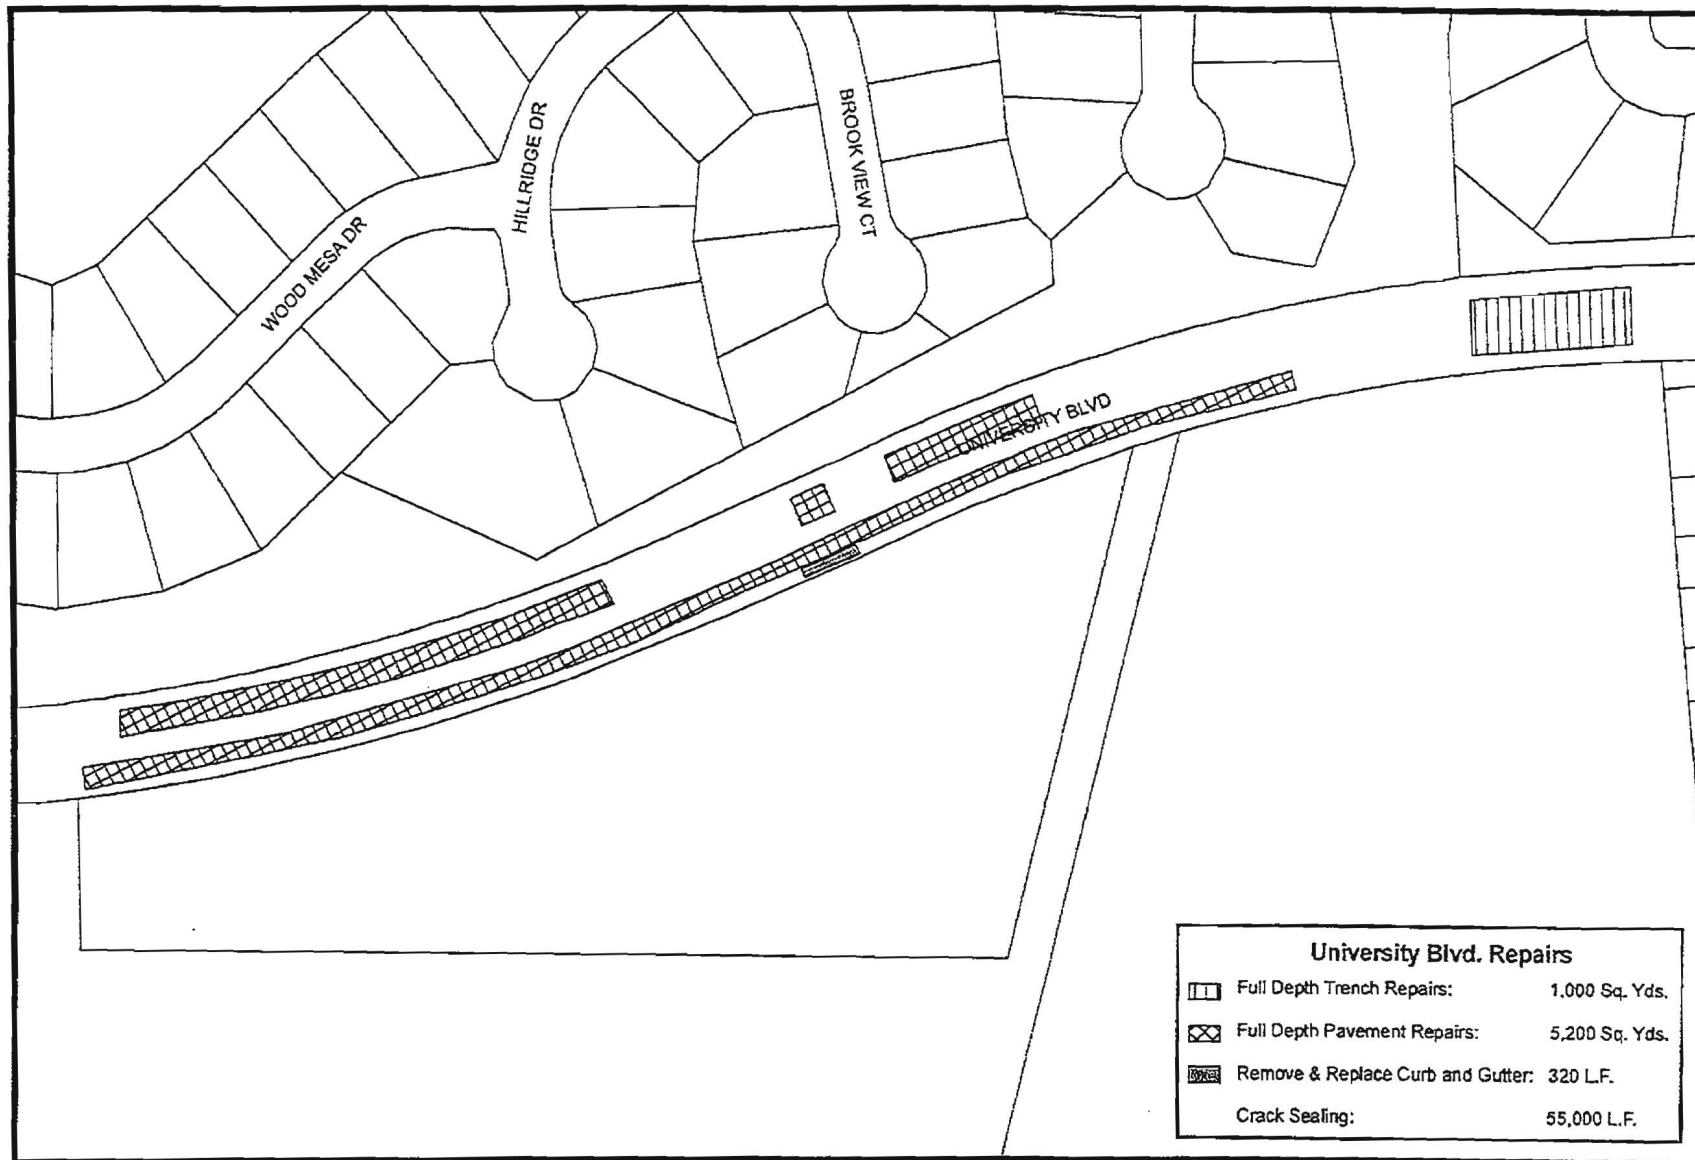 HILLRIDGE DR
BROOK VIEW CT
WOOD MESA DR
UNIVERSITY BLVD
University Blvd. Repairs
Full Depth Trench Repairs: 1,000 Sq. Yds.
Full Depth Pavement Repairs: 5,200 Sq. Yds.
Remove & Replace Curb and Gutter: 320 L.F.
Crack Sealing: 55,000 L.F.